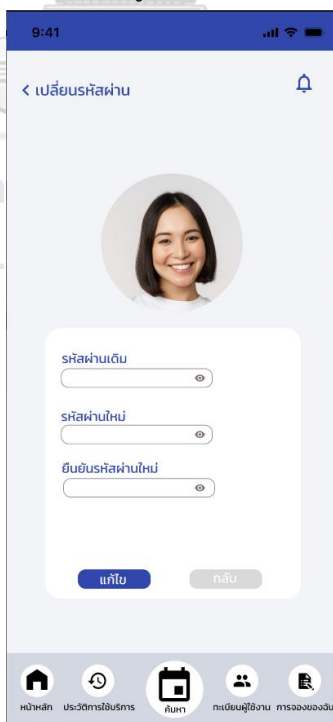 9:41
< เปลี่ยนรหัสผ่าน
รหัสผ่านเดิม
รหัสผ่านใหม่
ยืนยันรหัสผ่านใหม่
แก้ไข กลับ
หน้าหลัก ประวัติการใช้บริการ ค้นหา ทะเบียนผู้ใช้งาน การจองของฉัน